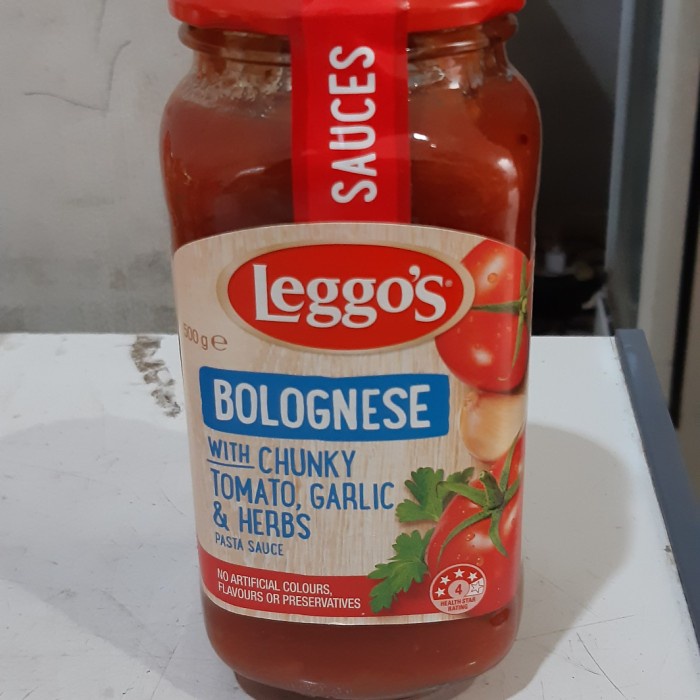 SAUCES
Leggo's
500 g e
BOLOGNESE
WITH CHUNKY
TOMATO, GARLIC
& HERBS
PASTA SAUCE
NO ARTIFICIAL COLOURS,
FLAVOURS OR PRESERVATIVES
4
HEALTH STAR
RATING